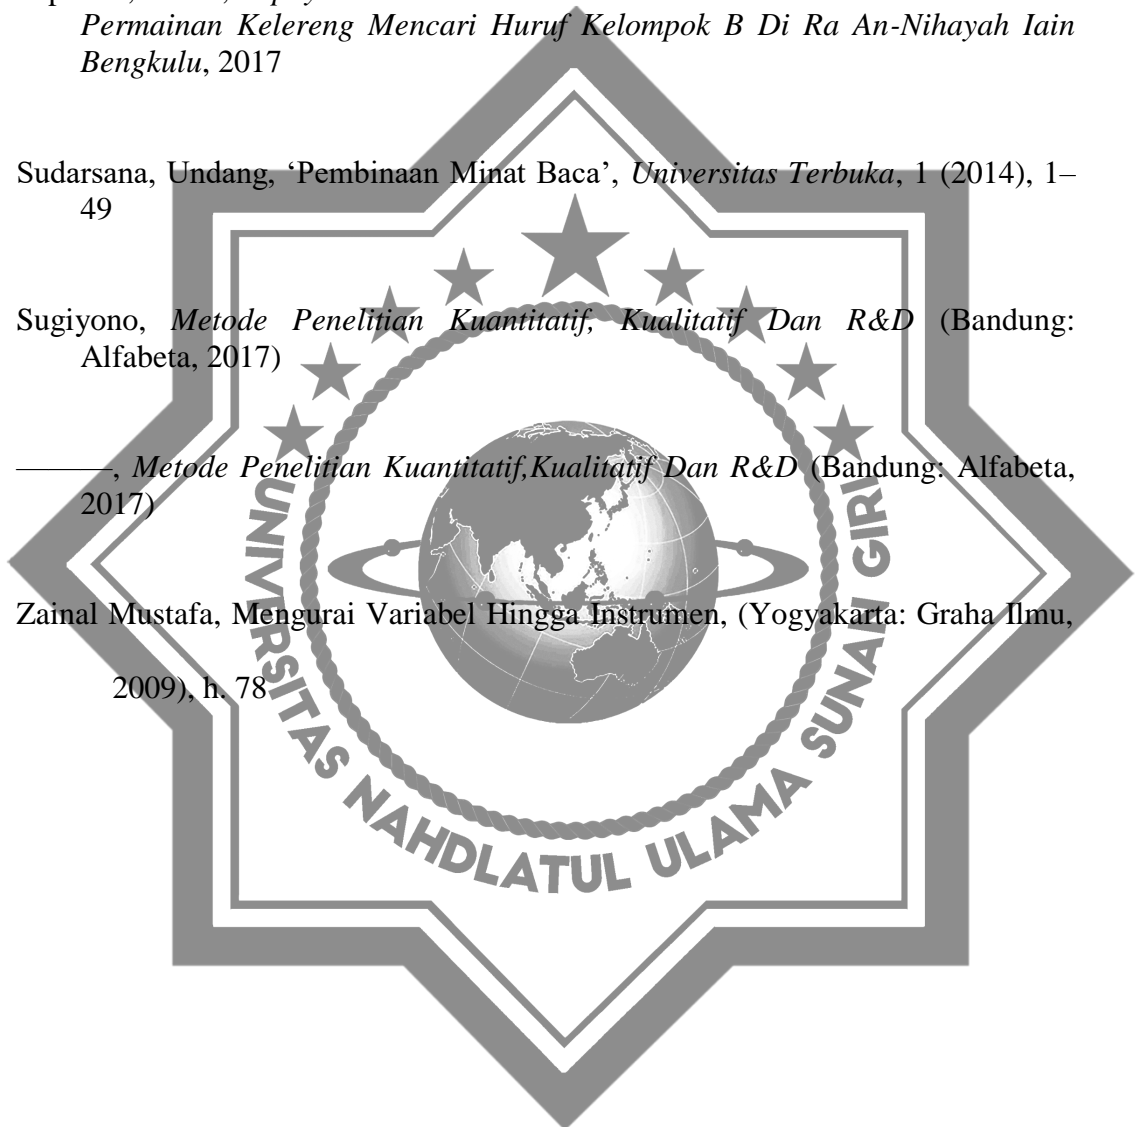 Permainan Kelereng Mencari Huruf Kelompok B Di Ra An-Nihayah Iain
Bengkulu, 2017
Sudarsana, Undang, ‘Pembinaan Minat Baca’, Universitas Terbuka, 1 (2014), 1–
49
Sugiyono, Metode Penelitian Kuantitatif, Kualitatif Dan R&D (Bandung:
Alfabeta, 2017)
———, Metode Penelitian Kuantitatif,Kualitatif Dan R&D (Bandung: Alfabeta,
2017)
Zainal Mustafa, Mengurai Variabel Hingga Instrumen, (Yogyakarta: Graha Ilmu,
2009), h. 78
UNIVERSITAS NAHDLATUL ULAMA SUNAN GIRI